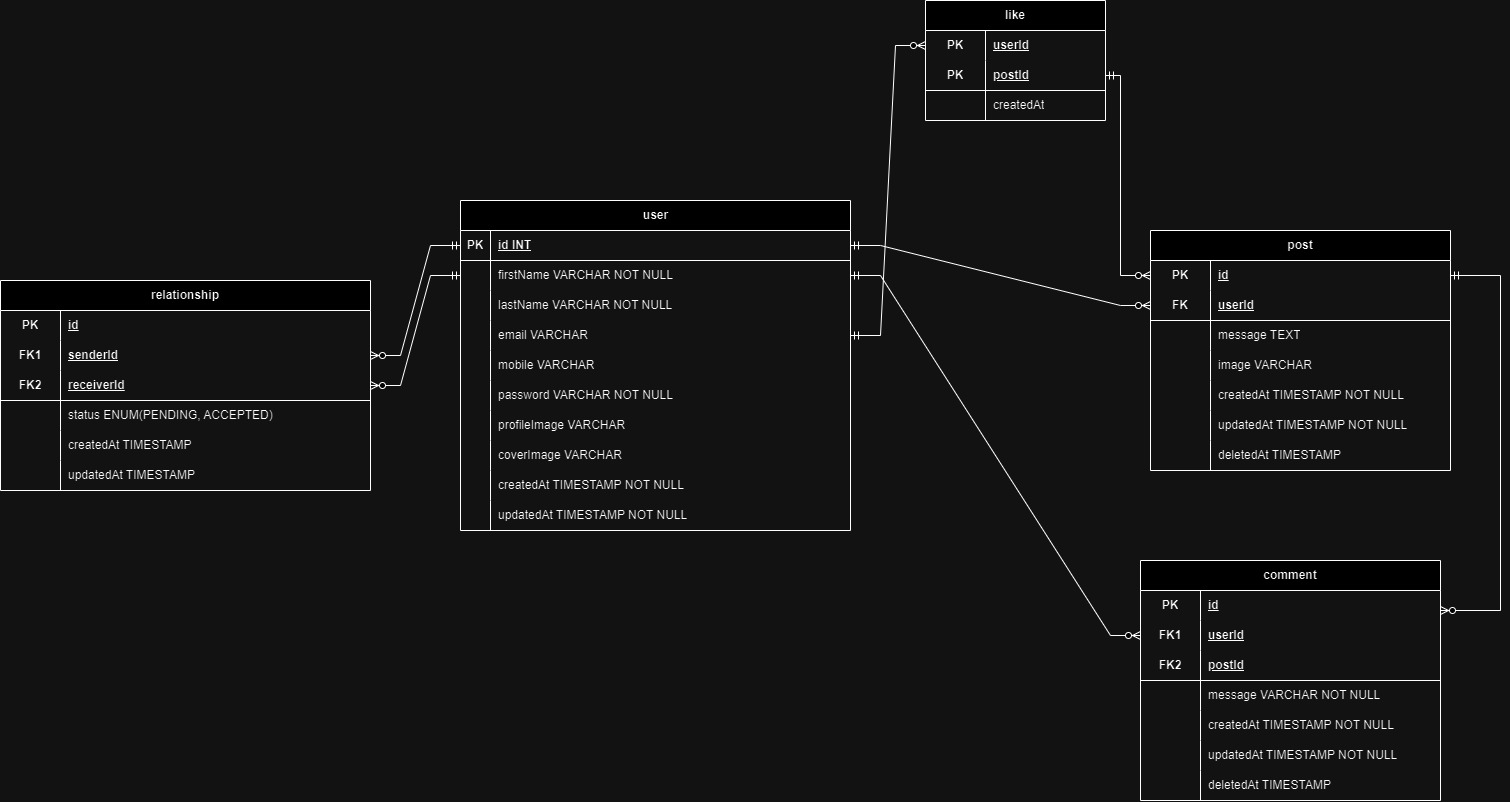 like
PK userId
PK postId
createdAt
user
PK id INT
firstName VARCHAR NOT NULL
lastName VARCHAR NOT NULL
email VARCHAR
mobile VARCHAR
password VARCHAR NOT NULL
profileImage VARCHAR
coverImage VARCHAR
createdAt TIMESTAMP NOT NULL
updatedAt TIMESTAMP NOT NULL
post
PK id
FK userId
message TEXT
image VARCHAR
createdAt TIMESTAMP NOT NULL
updatedAt TIMESTAMP NOT NULL
deletedAt TIMESTAMP
relationship
PK id
FK1 senderId
FK2 receiverId
status ENUM(PENDING, ACCEPTED)
createdAt TIMESTAMP
updatedAt TIMESTAMP
comment
PK id
FK1 userId
FK2 postId
message VARCHAR NOT NULL
createdAt TIMESTAMP NOT NULL
updatedAt TIMESTAMP NOT NULL
deletedAt TIMESTAMP